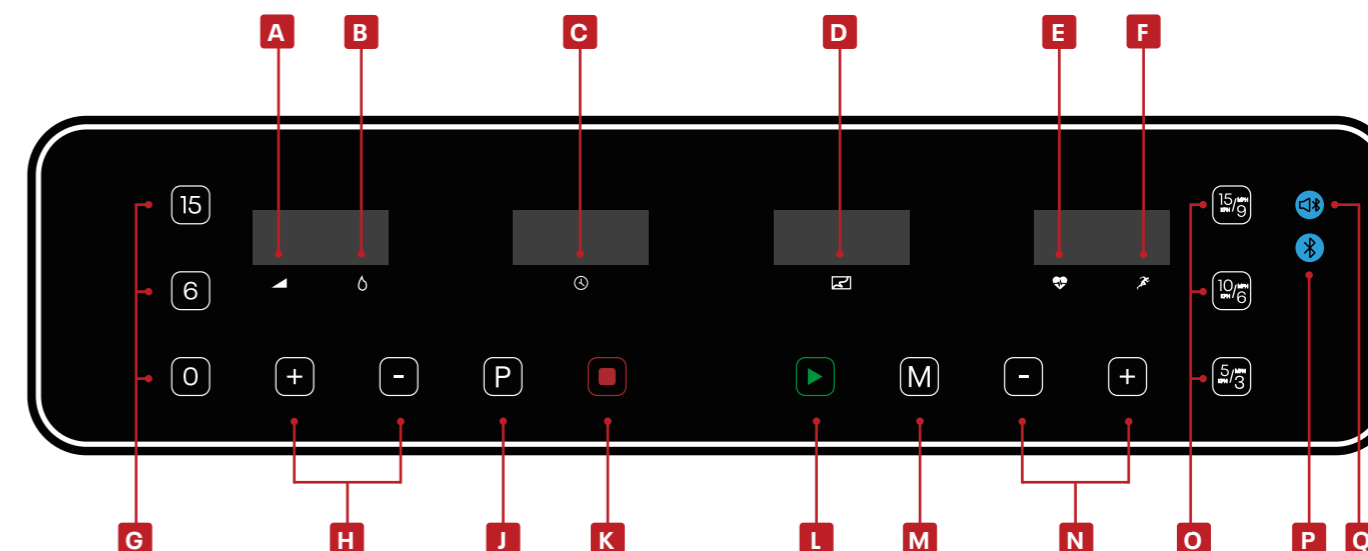 A B C D E F
15
15 KPH / MPH 9
6
10 KPH / MPH 6
0 + - P M - + 5 KPH / MPH 3
G H J K L M N O P Q